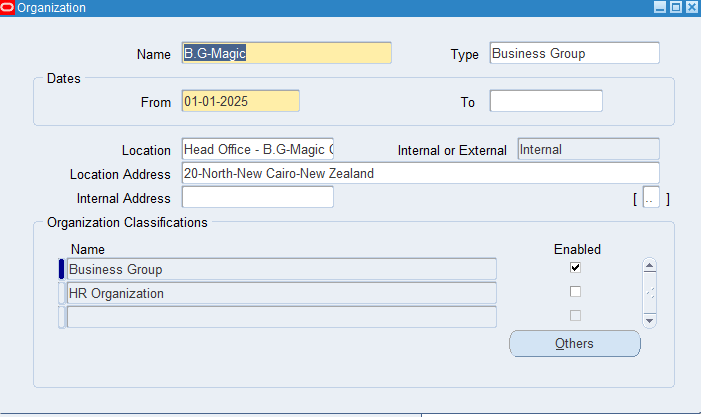 Organization
Name B.G-Magic Type Business Group
Dates
From 01-01-2025 To
Location Head Office - B.G-Magic Internal or External Internal
Location Address 20-North-New Cairo-New Zealand
Internal Address [ .. ]
Organization Classifications
Name Enabled
Business Group
HR Organization
Others